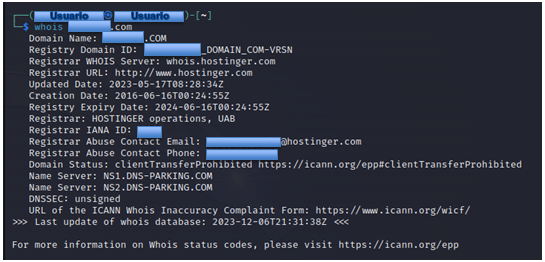 ┌──(Usuario@Usuario)-[~]
└─$ whois .com
Domain Name: .COM
Registry Domain ID: _DOMAIN_COM-VRSN
Registrar WHOIS Server: whois.hostinger.com
Registrar URL: http://www.hostinger.com
Updated Date: 2023-05-17T08:28:34Z
Creation Date: 2016-06-16T00:24:55Z
Registry Expiry Date: 2024-06-16T00:24:55Z
Registrar: HOSTINGER operations, UAB
Registrar IANA ID:
Registrar Abuse Contact Email: @hostinger.com
Registrar Abuse Contact Phone:
Domain Status: clientTransferProhibited https://icann.org/epp#clientTransferProhibited
Name Server: NS1.DNS-PARKING.COM
Name Server: NS2.DNS-PARKING.COM
DNSSEC: unsigned
URL of the ICANN Whois Inaccuracy Complaint Form: https://www.icann.org/wicf/
>>> Last update of whois database: 2023-12-06T21:31:38Z <<<
For more information on Whois status codes, please visit https://icann.org/epp